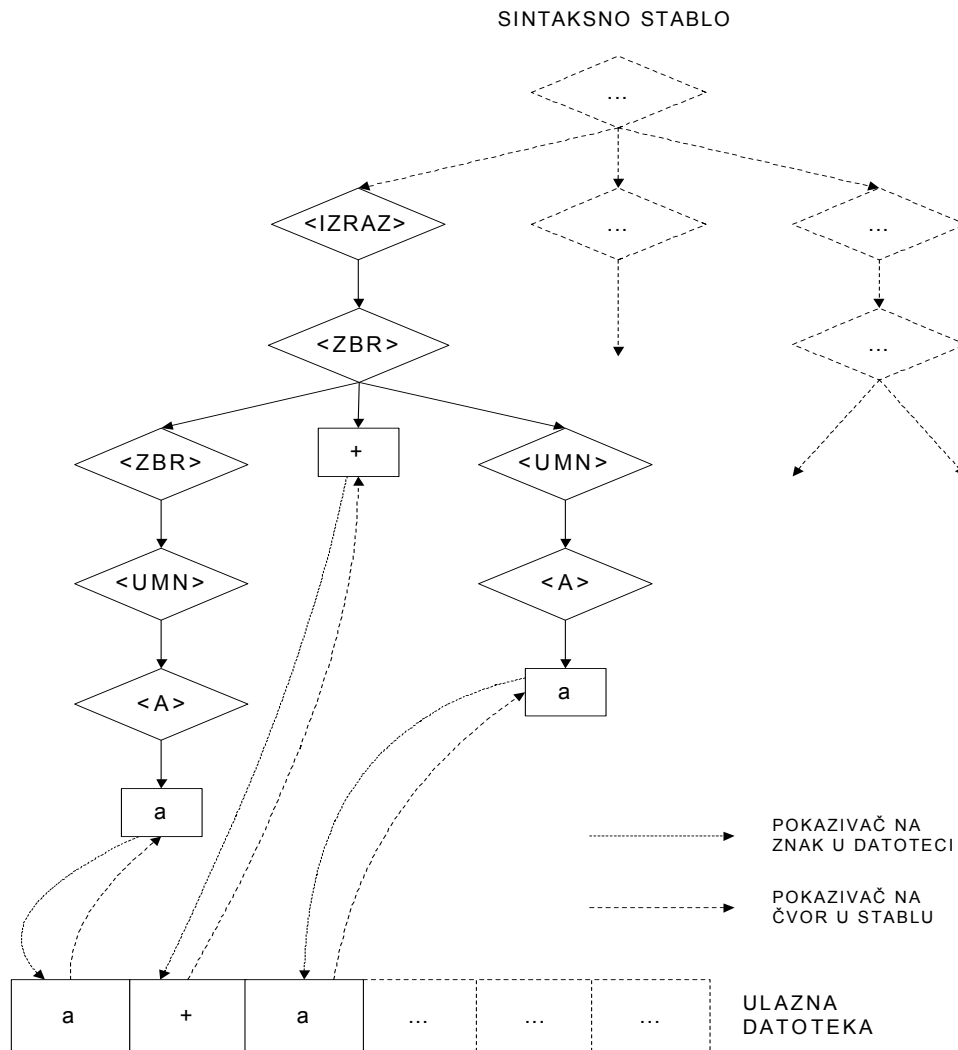 SINTAKSNO STABLO
...
<IZRAZ>
...
...
<ZBR>
...
<ZBR>
+
<UMN>
<UMN>
<A>
<A>
a
a
POKAZIVAČ NA
ZNAK U DATOTECI
POKAZIVAČ NA
ČVOR U STABLU
a
+
a
...
...
...
ULAZNA
DATOTEKA